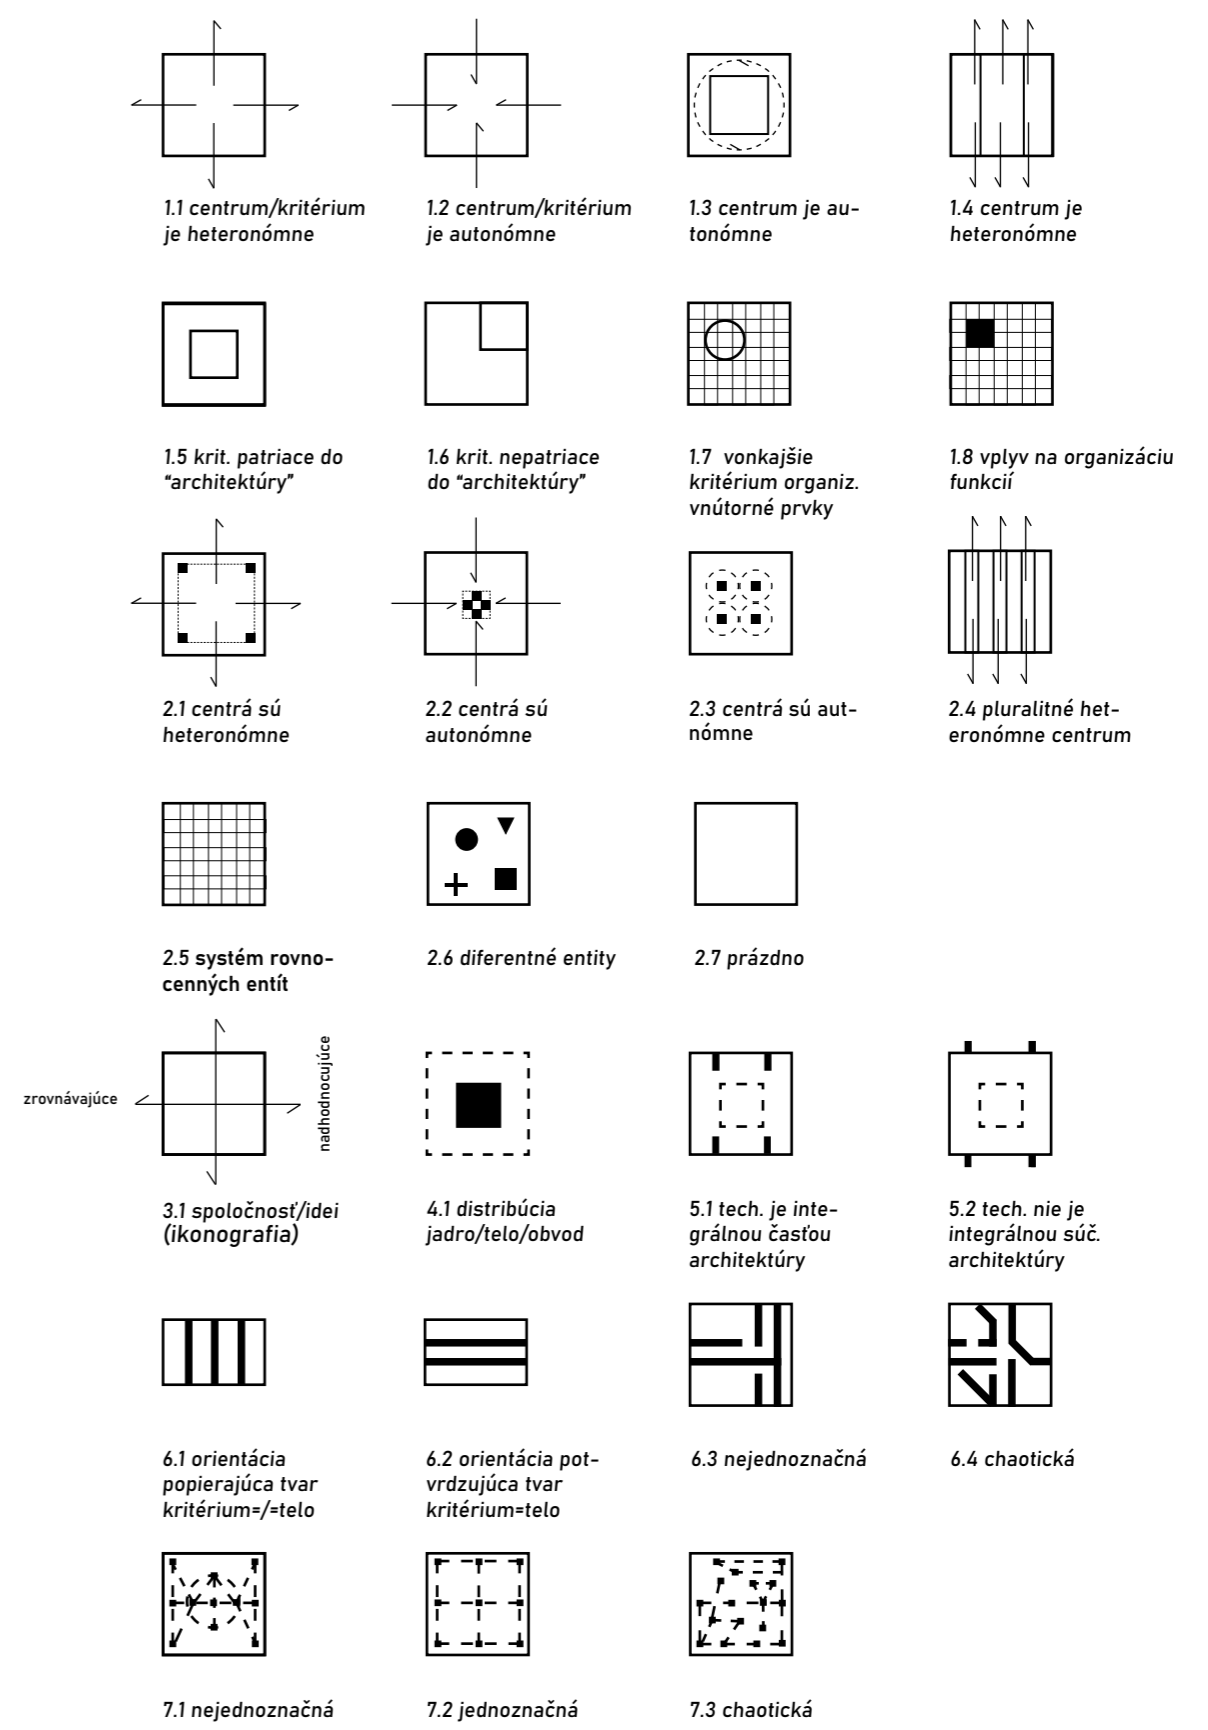 1.1 centrum/kritérium
je heteronómne
1.2 centrum/kritérium
je autonómne
1.3 centrum je au-
tonómne
1.4 centrum je
heteronómne
1.5 krit. patriace do
"architektúry"
1.6 krit. nepatriace
do "architektúry"
1.7 vonkajšie
kritérium organiz.
vnútorné prvky
1.8 vplyv na organizáciu
funkcií
2.1 centrá sú
heteronómne
2.2 centrá sú
autonómne
2.3 centrá sú aut-
nómne
2.4 pluralitné het-
eronómne centrum
2.5 systém rovno-
cenných entít
2.6 diferentné entity
2.7 prázdno
zrovnávajúce
nadhodnocujúce
3.1 spoločnosť/idei
(ikonografia)
4.1 distribúcia
jadro/telo/obvod
5.1 tech. je inte-
grálnou časťou
architektúry
5.2 tech. nie je
integrálnou súč.
architektúry
6.1 orientácia
popierajúca tvar
kritérium=/=telo
6.2 orientácia pot-
vrdzujúca tvar
kritérium=telo
6.3 nejednoznačná
6.4 chaotická
7.1 nejednoznačná
7.2 jednoznačná
7.3 chaotická